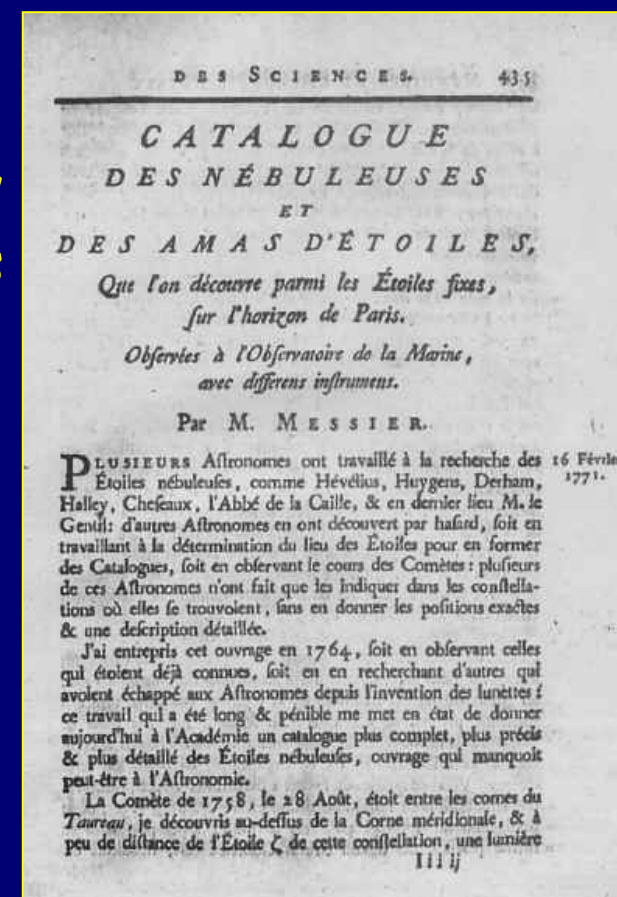 DES SCIENCES. 435
CATALOGUE
DES NÉBULEUSES
ET
DES AMAS D'ÉTOILES,
Que l'on découvre parmi les Étoiles fixes,
ſur l'horizon de Paris.
Obſervées à l'Obſervatoire de la Marine,
avec differens inſtrumens.
Par M. MESSIER.
PLUSIEURS Aſtronomes ont travaillé à la recherche des
Étoiles nébuleuſes, comme Hévélius, Huygens, Derham,
Halley, Cheſeaux, l'Abbé de la Caille, & en dernier lieu M. le
Gentil: d'autres Aſtronomes en ont découvert par haſard, ſoit en
travaillant à la détermination du lieu des Étoiles pour en former
des Catalogues, ſoit en obſervant le cours des Comètes: pluſieurs
de ces Aſtronomes n'ont fait que les indiquer dans les conſtella-
tions où elles ſe trouvoient, ſans en donner les poſitions exactes
& une deſcription détaillée.
J'ai entrepris cet ouvrage en 1764, ſoit en obſervant celles
qui étoient déjà connues, ſoit en en recherchant d'autres qui
avoient échappé aux Aſtronomes depuis l'invention des lunettes:
ce travail qui a été long & pénible me met en état de donner
aujourd'hui à l'Académie un catalogue plus complet, plus précis
& plus détaillé des Étoiles nébuleuſes, ouvrage qui manquoit
peut-être à l'Aſtronomie.
La Comète de 1758, le 28 Août, étoit entre les cornes du
Taureau, je découvris au-deſſus de la Corne méridionale, & à
peu de diſtance de l'Étoile ζ de cette conſtellation, une lumière
Iii ij
16 Févrie
1771.